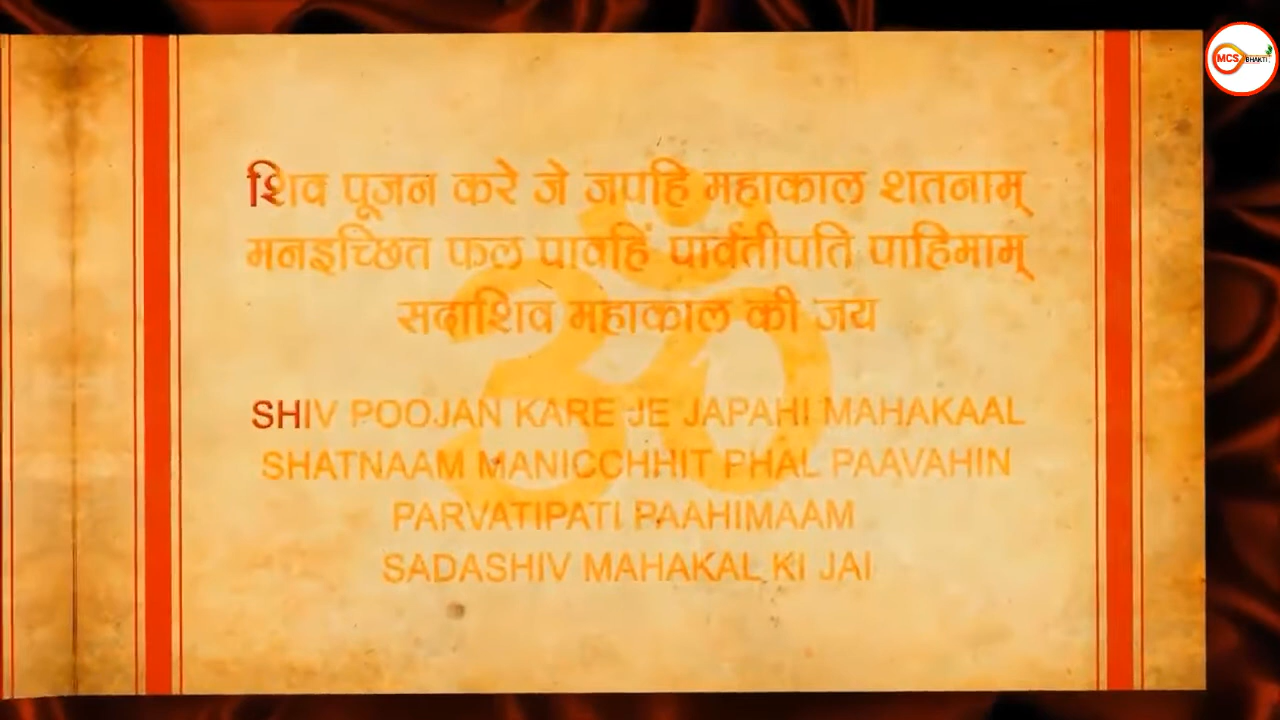 MCS BHAKTI
शिव पूजन करे जे जपहि महाकाल शतनाम्
मनइच्छित फल पावहिं पार्वतीपति पाहिमाम्
सदाशिव महाकाल की जय
SHIV POOJAN KARE JE JAPAHI MAHAKAAL
SHATNAAM MANICCHHIT PHAL PAAVAHIN
PARVATIPATI PAAHIMAAM
SADASHIV MAHAKAL KI JAI